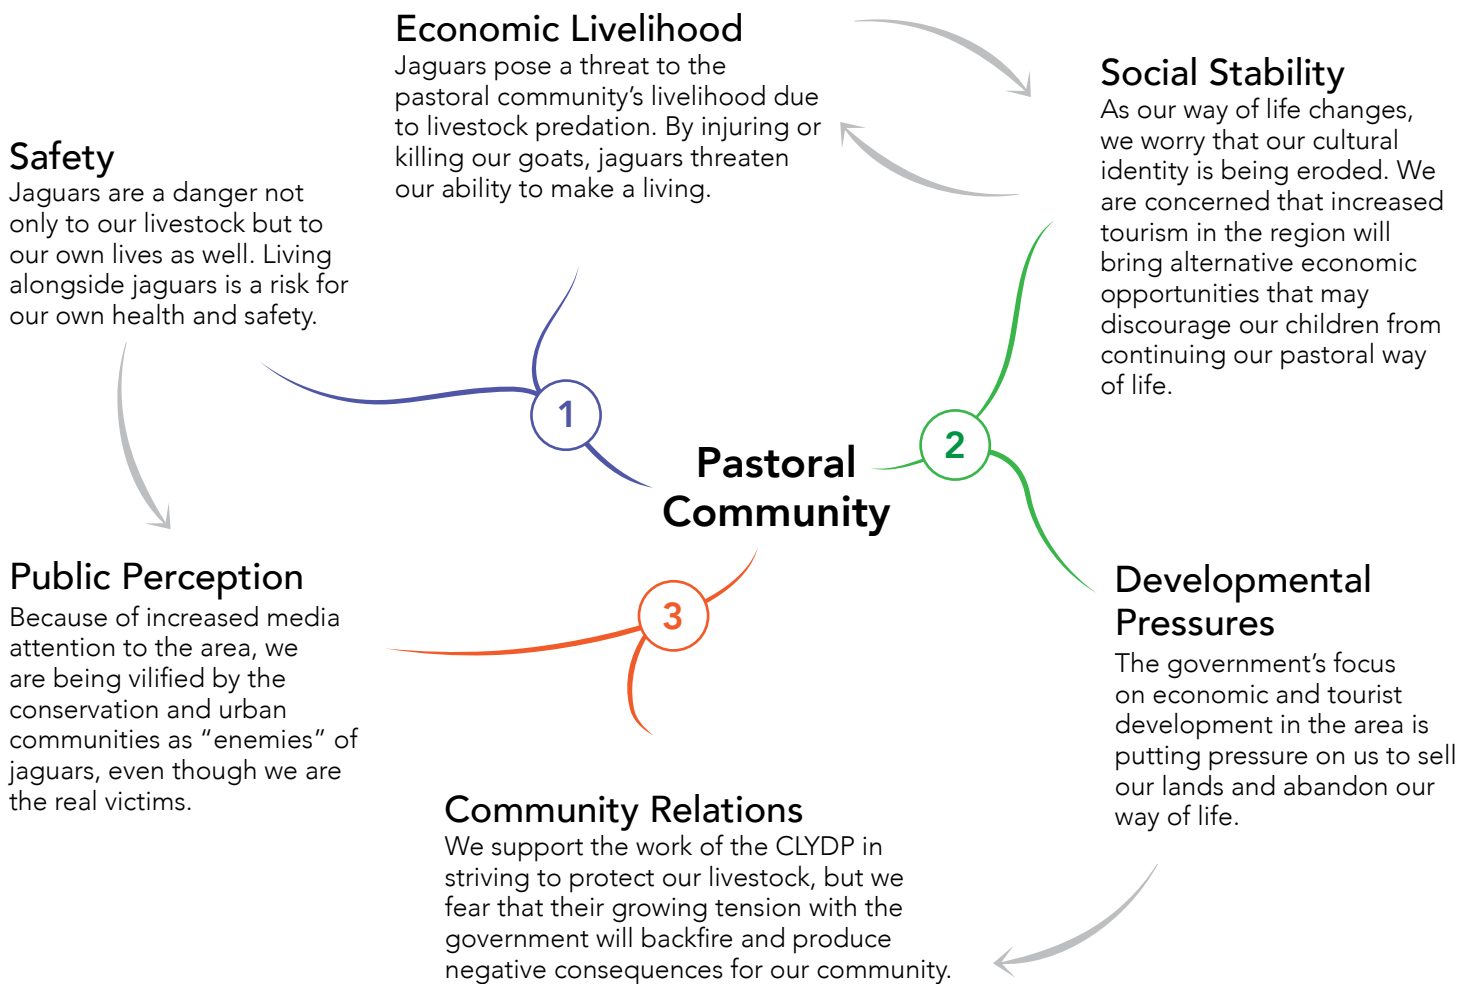 Economic Livelihood
Jaguars pose a threat to the
pastoral community’s livelihood due
to livestock predation. By injuring or
killing our goats, jaguars threaten
our ability to make a living.
Social Stability
As our way of life changes,
we worry that our cultural
identity is being eroded. We
are concerned that increased
tourism in the region will
bring alternative economic
opportunities that may
discourage our children from
continuing our pastoral way
of life.
Safety
Jaguars are a danger not
only to our livestock but to
our own lives as well. Living
alongside jaguars is a risk for
our own health and safety.
1
2
Pastoral
Community
3
Public Perception
Because of increased media
attention to the area, we
are being vilified by the
conservation and urban
communities as “enemies” of
jaguars, even though we are
the real victims.
Developmental
Pressures
The government’s focus
on economic and tourist
development in the area is
putting pressure on us to sell
our lands and abandon our
way of life.
Community Relations
We support the work of the CLYDP in
striving to protect our livestock, but we
fear that their growing tension with the
government will backfire and produce
negative consequences for our community.